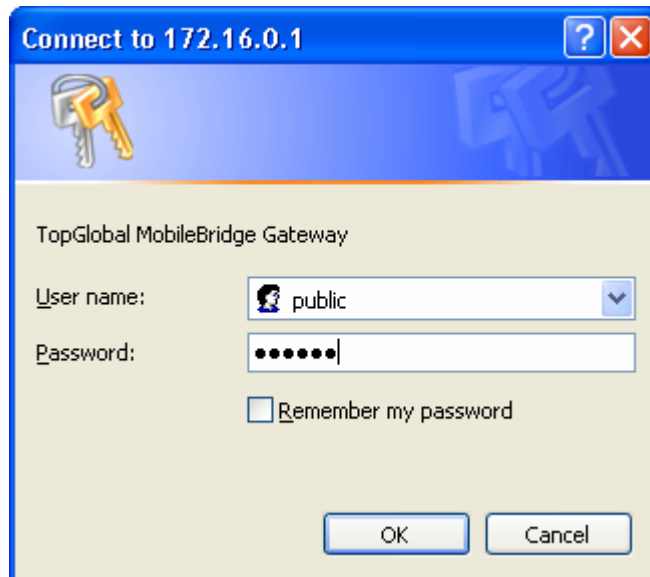 Connect to 172.16.0.1
TopGlobal MobileBridge Gateway
User name:
public
Password:
••••••
Remember my password
OK
Cancel